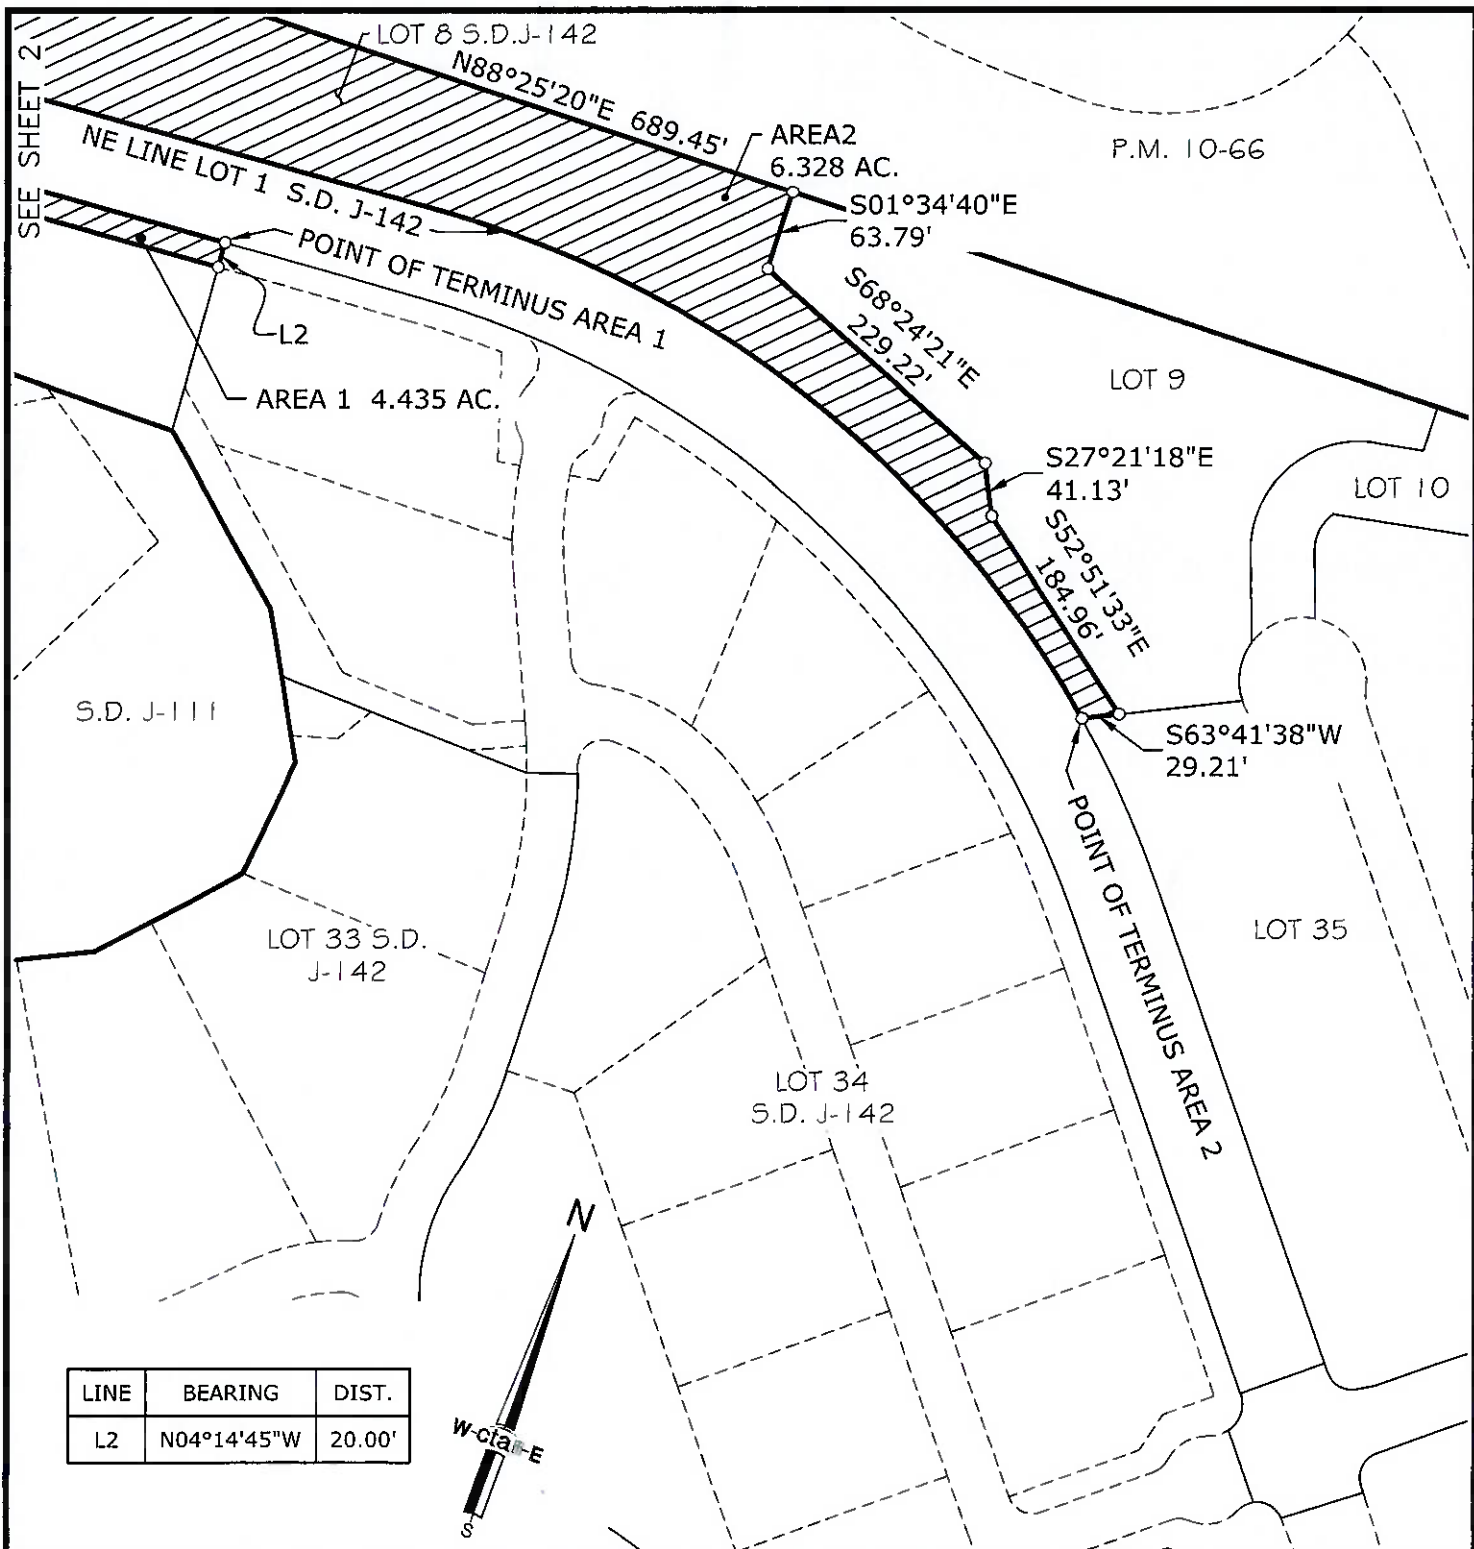 SEE SHEET 2
LOT 8 S.D.J-142
N88°25'20"E 689.45'
AREA2
6.328 AC.
P.M. 10-66
NE LINE LOT 1 S.D. J-142
S01°34'40"E
63.79'
POINT OF TERMINUS AREA 1
S68°24'21"E
229.22'
L2
LOT 9
AREA 1 4.435 AC.
S27°21'18"E
41.13'
LOT 10
S52°51'33"E
184.96'
S.D. J-111
S63°41'38"W
29.21'
POINT OF TERMINUS AREA 2
LOT 33 S.D.
J-142
LOT 35
LOT 34
S.D. J-142
N
LINE BEARING DIST.
L2 N04°14'45"W 20.00'
W-ctai-E
S